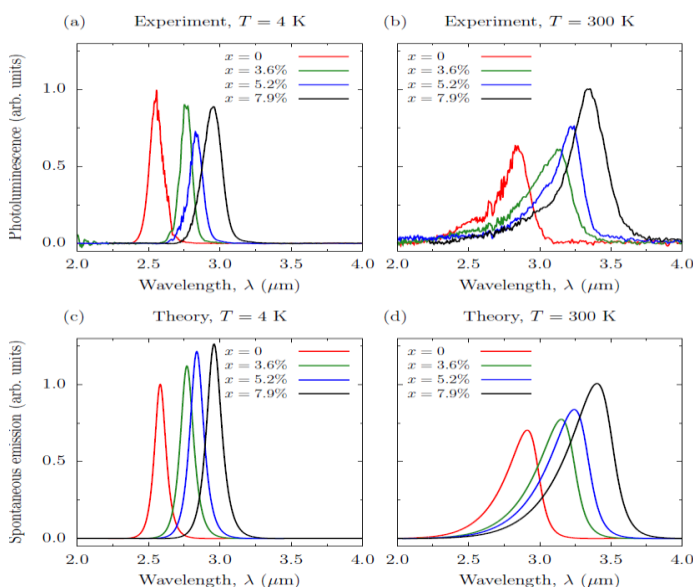 (a) Experiment, T = 4 K
(b) Experiment, T = 300 K
Photoluminescence (arb. units)
x = 0
x = 3.6%
x = 5.2%
x = 7.9%
1.0
0.5
0.0
2.0 2.5 3.0 3.5 4.0
Wavelength, λ (μm)
x = 0
x = 3.6%
x = 5.2%
x = 7.9%
2.0 2.5 3.0 3.5 4.0
Wavelength, λ (μm)
(c) Theory, T = 4 K
(d) Theory, T = 300 K
Spontaneous emission (arb. units)
x = 0
x = 3.6%
x = 5.2%
x = 7.9%
1.0
0.5
0.0
2.0 2.5 3.0 3.5 4.0
Wavelength, λ (μm)
x = 0
x = 3.6%
x = 5.2%
x = 7.9%
2.0 2.5 3.0 3.5 4.0
Wavelength, λ (μm)